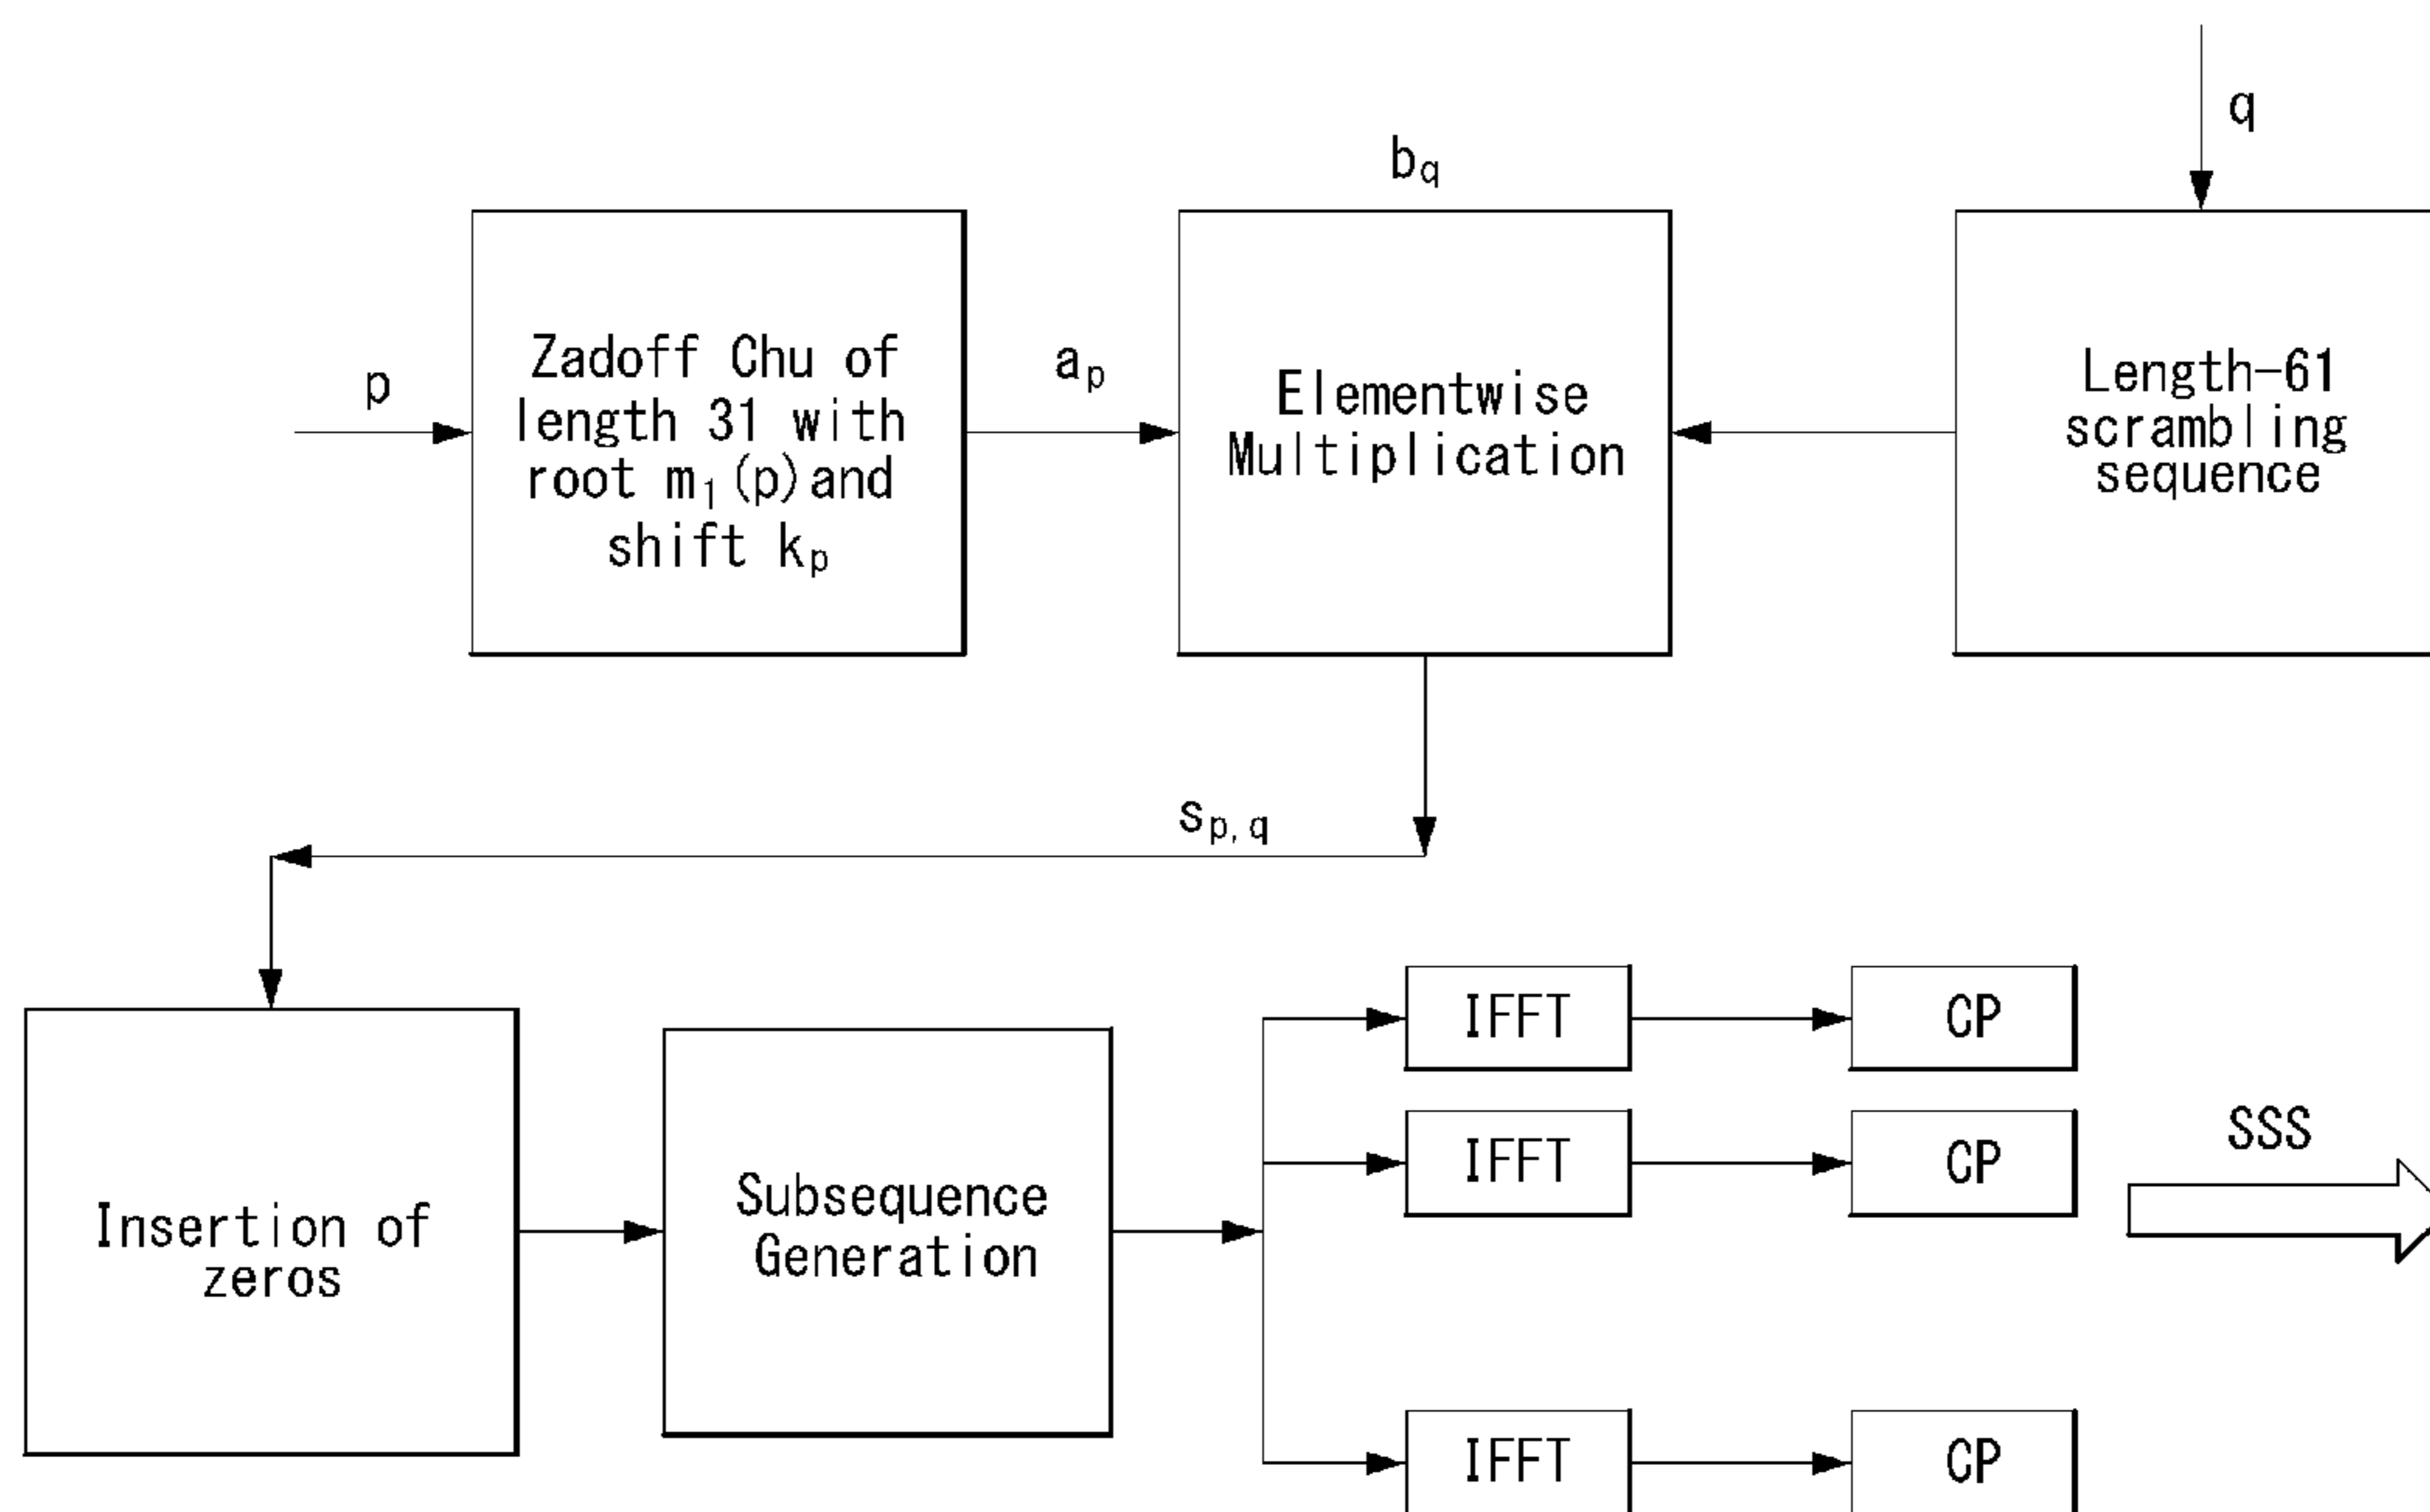 q
b_q
p
Zadoff Chu of
length 31 with
root m_1(p)and
shift k_p
a_p
Elementwise
Multiplication
Length-61
scrambling
sequence
s_p,q
Insertion of
zeros
Subsequence
Generation
IFFT
CP
IFFT
CP
SSS
IFFT
CP